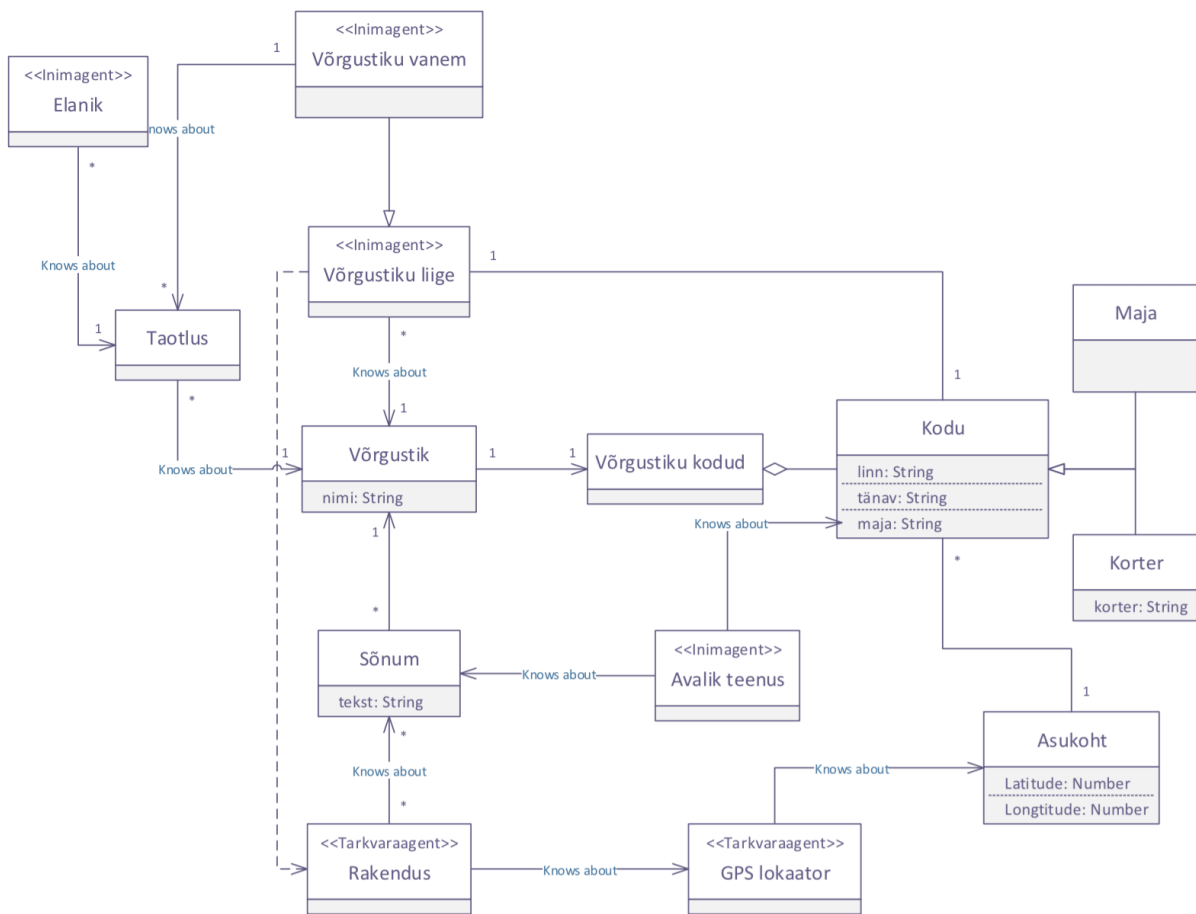 <<Inimagent>>
Võrgustiku vanem
1
<<Inimagent>>
Elanik
nows about
*
<<Inimagent>>
Võrgustiku liige
1
Knows about
*
Maja
1
Taotlus
*
Knows about
*
1
1
Kodu
linn: String
tänav: String
maja: String
Võrgustik
nimi: String
1
1
1
Võrgustiku kodud
Knows about
Knows about
1
*
Korter
korter: String
*
Sõnum
tekst: String
<<Inimagent>>
Avalik teenus
Knows about
1
*
Asukoht
Latitude: Number
Longtitude: Number
Knows about
Knows about
*
<<Tarkvaraagent>>
Rakendus
Knows about
<<Tarkvaraagent>>
GPS lokaator